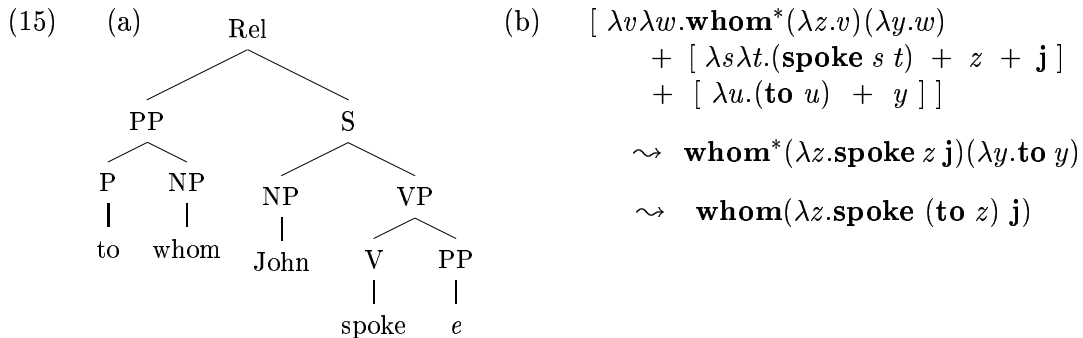 (15) (a) (b)
Rel
PP S
P NP NP VP
to whom John V PP
spoke e
[ λvλw.whom*(λz.v)(λy.w)
+ [ λsλt.(spoke s t) + z + j ]
+ [ λu.(to u) + y ] ]
⤳ whom*(λz.spoke z j)(λy.to y)
⤳ whom(λz.spoke (to z) j)